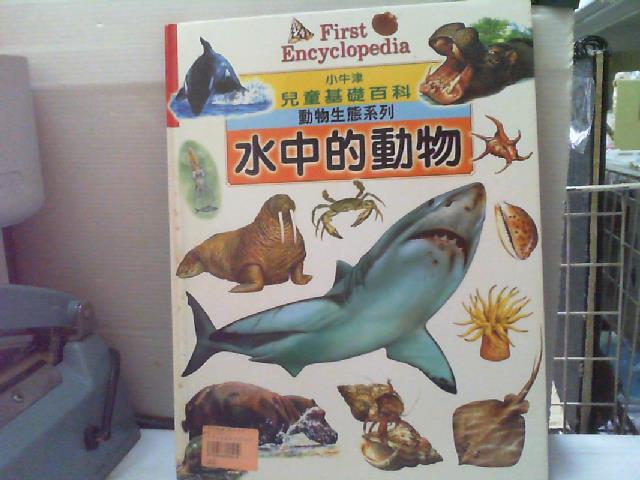 First
Encyclopedia
小牛津
兒童基礎百科
動物生態系列
水中的動物